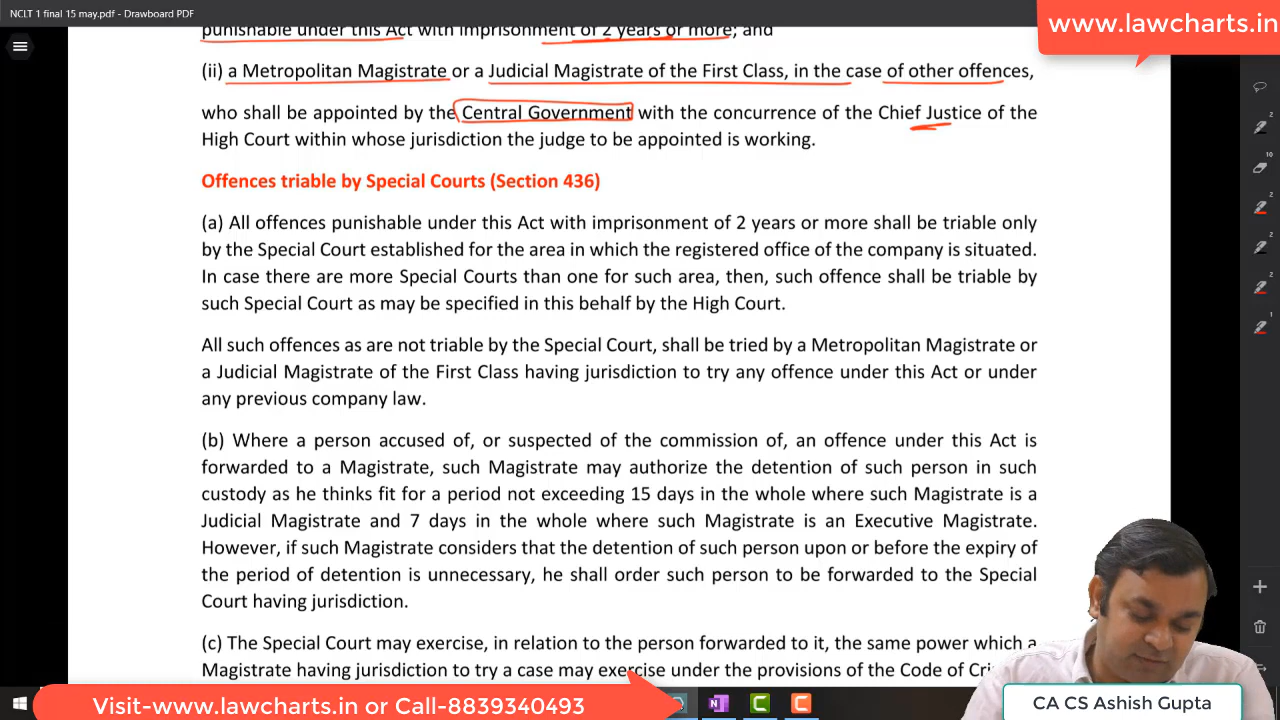 NCLT 1 final 15 may.pdf - Drawboard PDF
www.lawcharts.in
punishable under this Act with imprisonment of 2 years or more; and
(ii) a Metropolitan Magistrate or a Judicial Magistrate of the First Class, in the case of other offences,
who shall be appointed by the Central Government with the concurrence of the Chief Justice of the
High Court within whose jurisdiction the judge to be appointed is working.
Offences triable by Special Courts (Section 436)
(a) All offences punishable under this Act with imprisonment of 2 years or more shall be triable only
by the Special Court established for the area in which the registered office of the company is situated.
In case there are more Special Courts than one for such area, then, such offence shall be triable by
such Special Court as may be specified in this behalf by the High Court.
All such offences as are not triable by the Special Court, shall be tried by a Metropolitan Magistrate or
a Judicial Magistrate of the First Class having jurisdiction to try any offence under this Act or under
any previous company law.
(b) Where a person accused of, or suspected of the commission of, an offence under this Act is
forwarded to a Magistrate, such Magistrate may authorize the detention of such person in such
custody as he thinks fit for a period not exceeding 15 days in the whole where such Magistrate is a
Judicial Magistrate and 7 days in the whole where such Magistrate is an Executive Magistrate.
However, if such Magistrate considers that the detention of such person upon or before the expiry of
the period of detention is unnecessary, he shall order such person to be forwarded to the Special
Court having jurisdiction.
(c) The Special Court may exercise, in relation to the person forwarded to it, the same power which a
Magistrate having jurisdiction to try a case may exercise under the provisions of the Code of
2
10
2
2
2
1
Visit-www.lawcharts.in or Call-8839340493
CA CS Ashish Gupta